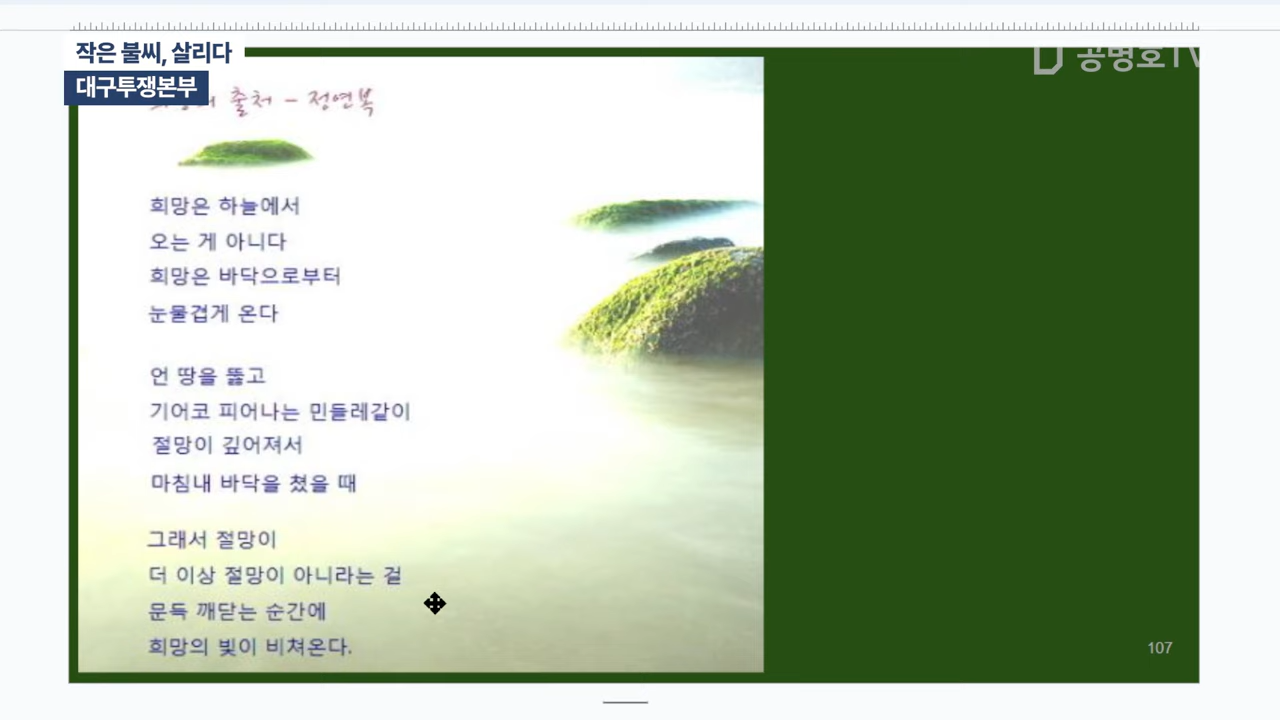 작은 불씨, 살리다
대구투쟁본부
공병호TV
출처 - 정연복
희망은 하늘에서
오는 게 아니다
희망은 바닥으로부터
눈물겹게 온다
언 땅을 뚫고
기어코 피어나는 민들레같이
절망이 깊어져서
마침내 바닥을 쳤을 때
그래서 절망이
더 이상 절망이 아니라는 걸
문득 깨닫는 순간에
희망의 빛이 비쳐온다.
107